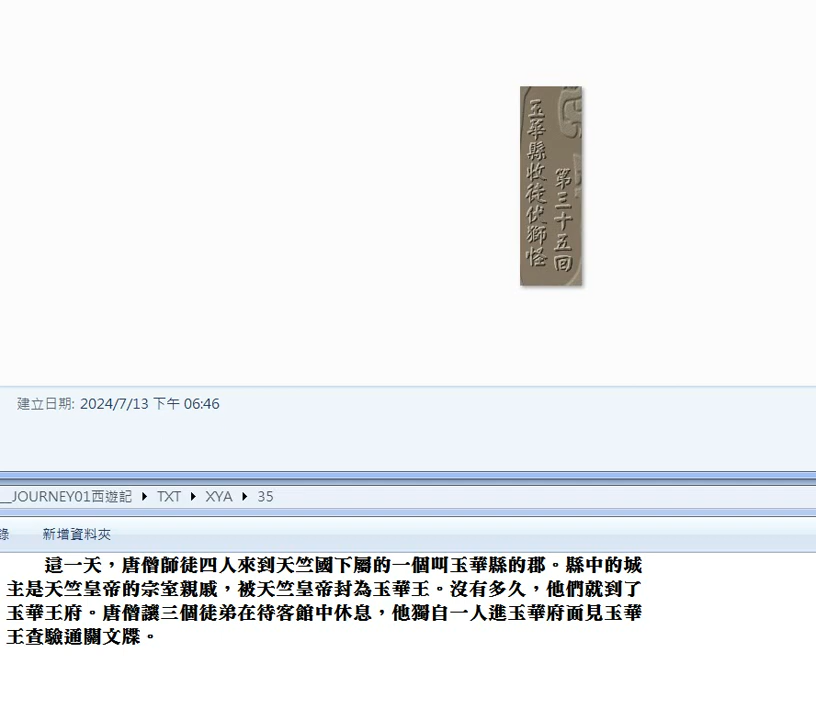 第三十五回
玉華縣收徒伏獅怪
建立日期: 2024/7/13 下午 06:46
__JOURNEY01西遊記 ▶ TXT ▶ XYA ▶ 35
錄 新增資料夾
這一天，唐僧師徒四人來到天竺國下屬的一個叫玉華縣的郡。縣中的城
主是天竺皇帝的宗室親戚，被天竺皇帝封為玉華王。沒有多久，他們就到了
玉華王府。唐僧讓三個徒弟在待客館中休息，他獨自一人進玉華府面見玉華
王查驗通關文牒。